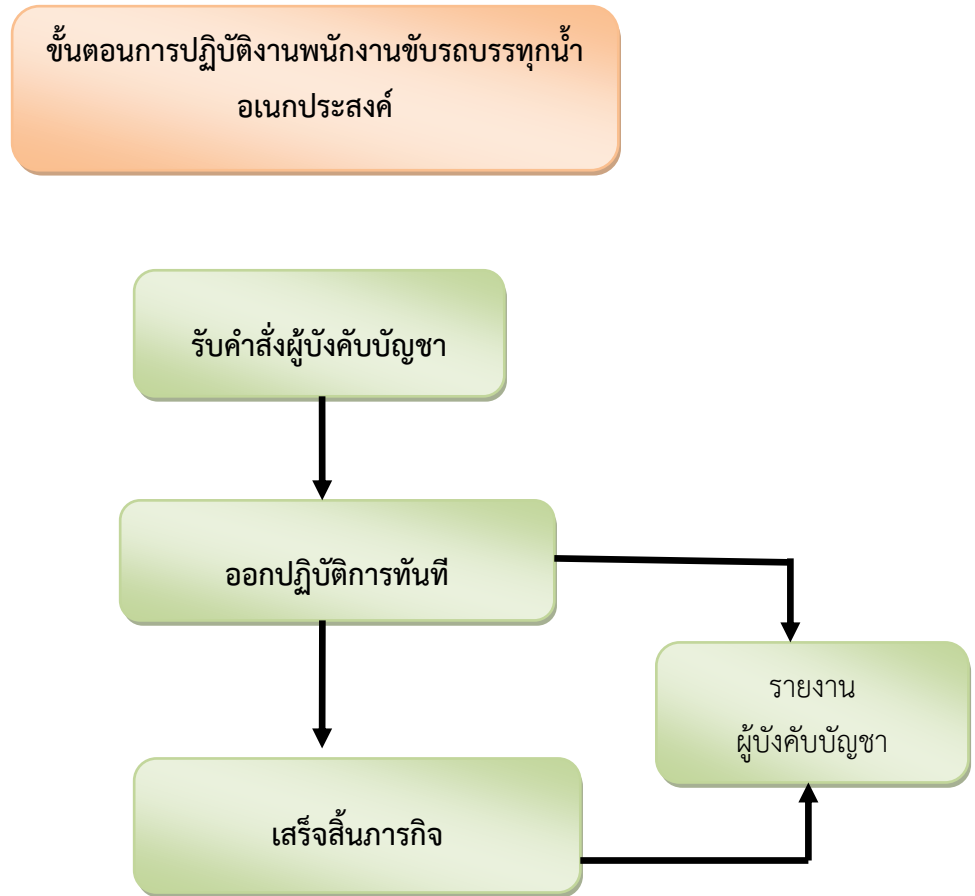 ขั้นตอนการปฏิบัติงานพนักงานขับรถบรรทุกน้ำ
อเนกประสงค์
รับคำสั่งผู้บังคับบัญชา
ออกปฏิบัติการทันที
รายงาน
ผู้บังคับบัญชา
เสร็จสิ้นภารกิจ